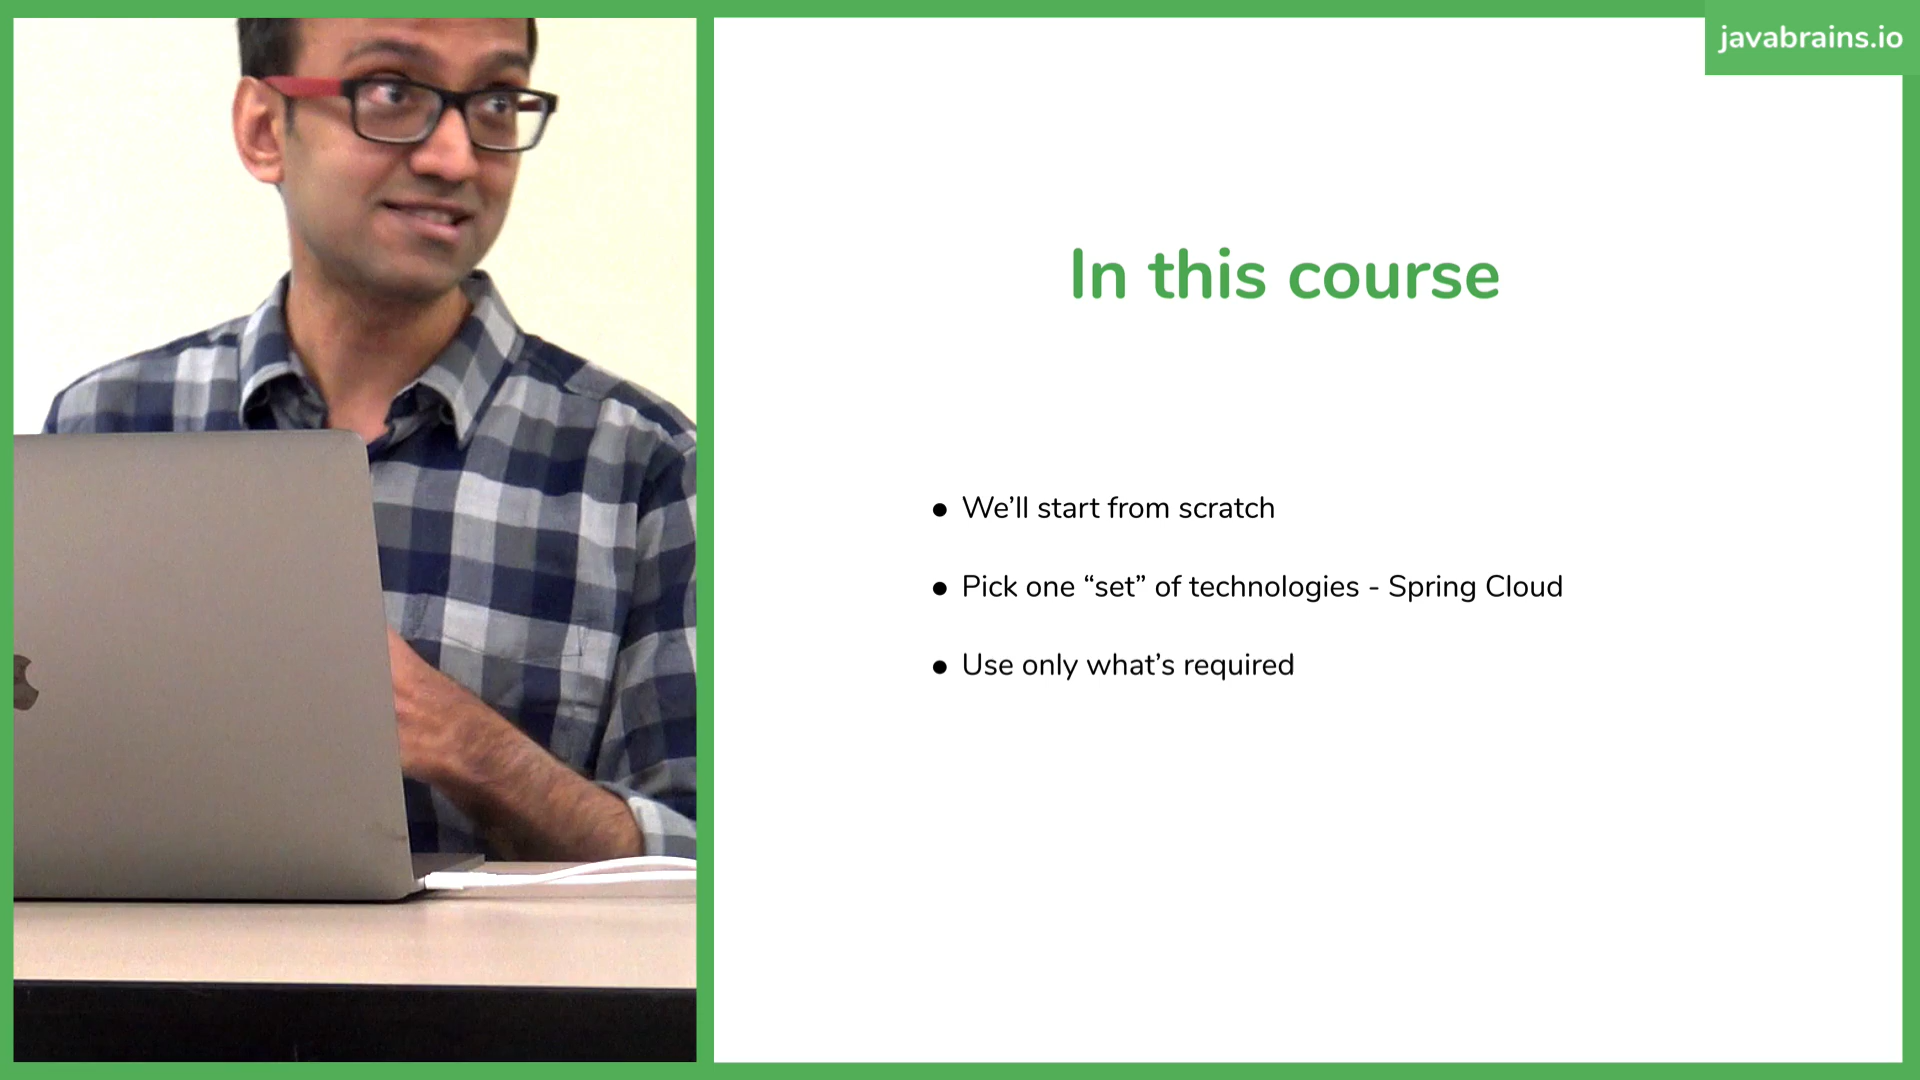 javabrains.io
In this course
● We’ll start from scratch
● Pick one “set” of technologies - Spring Cloud
● Use only what’s required